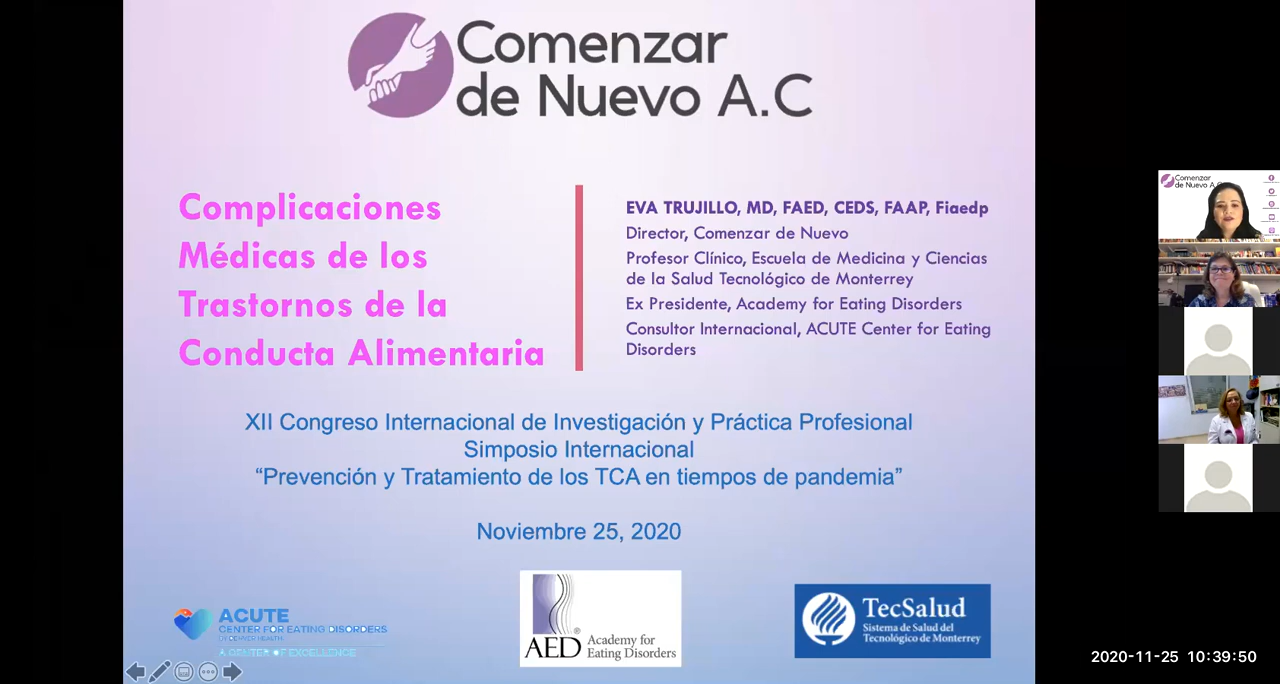 Comenzar
de Nuevo A.C
Complicaciones
Médicas de los
Trastornos de la
Conducta Alimentaria
EVA TRUJILLO, MD, FAED, CEDS, FAAP, Fiaedp
Director, Comenzar de Nuevo
Profesor Clínico, Escuela de Medicina y Ciencias
de la Salud Tecnológico de Monterrey
Ex Presidente, Academy for Eating Disorders
Consultor Internacional, ACUTE Center for Eating
Disorders
XII Congreso Internacional de Investigación y Práctica Profesional
Simposio Internacional
“Prevención y Tratamiento de los TCA en tiempos de pandemia”
Noviembre 25, 2020
ACUTE
CENTER FOR EATING DISORDERS
A CENTER OF EXCELLENCE
AED
®
Academy for
Eating Disorders
TecSalud
Sistema de Salud del
Tecnológico de Monterrey
Comenzar
de Nuevo A.C
2020-11-25 10:39:50